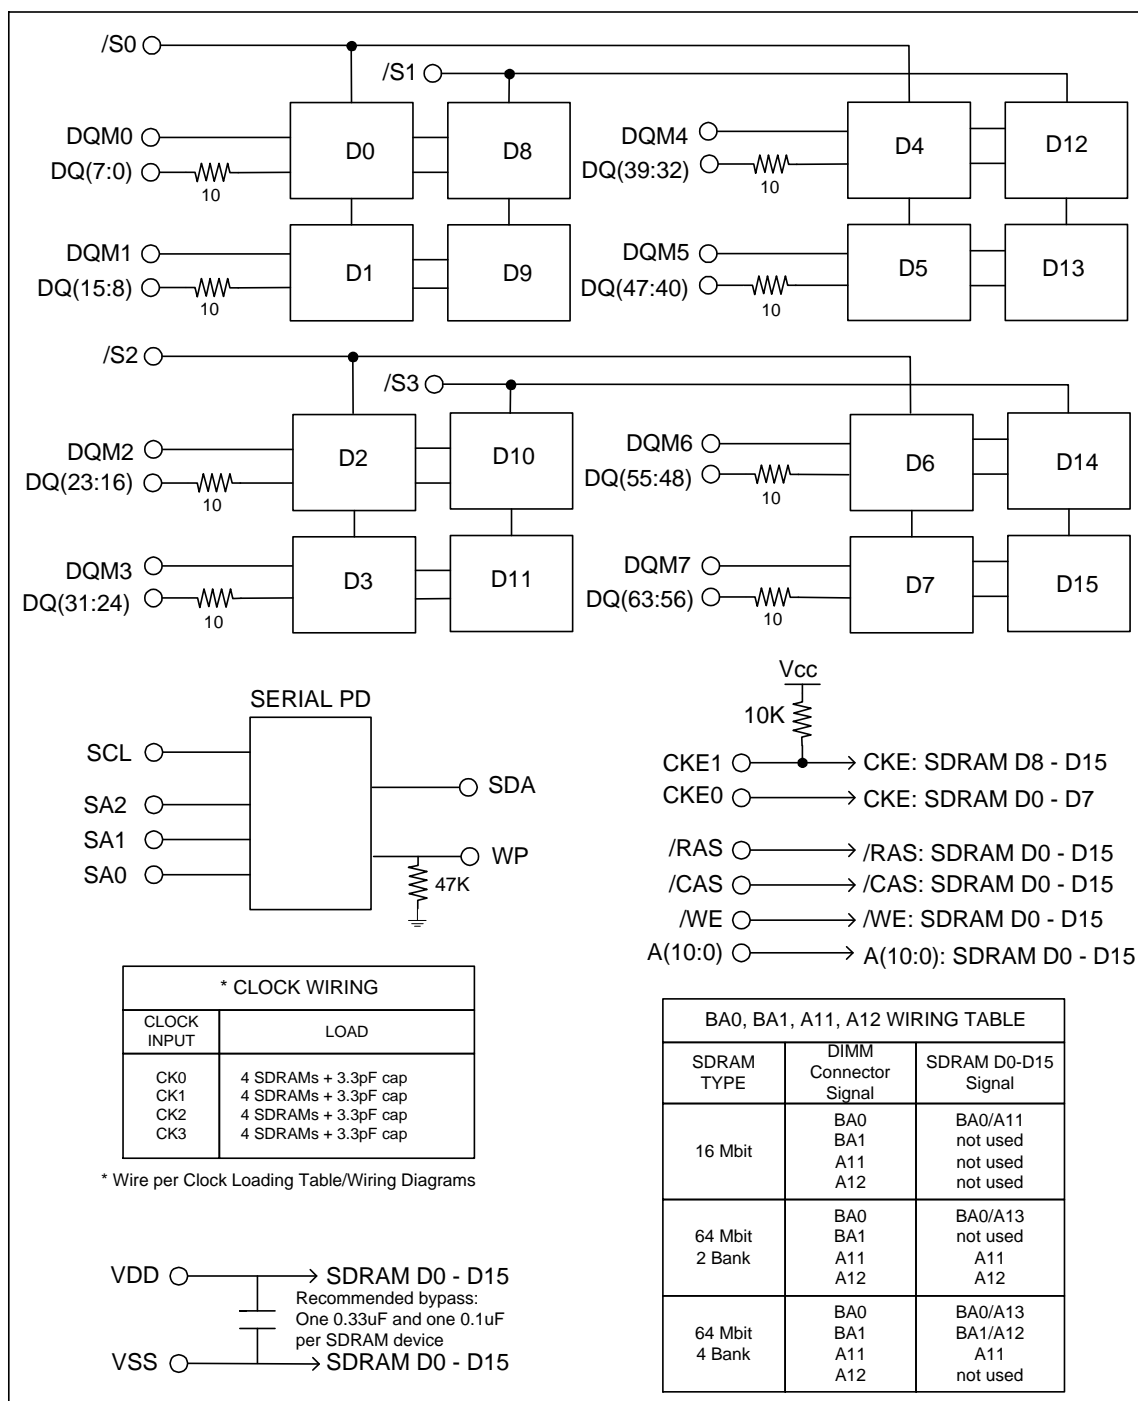 /S0
/S1
DQM0
DQ(7:0)
10
D0
D8
DQM4
DQ(39:32)
10
D4
D12
DQM1
DQ(15:8)
10
D1
D9
DQM5
DQ(47:40)
10
D5
D13
/S2
/S3
DQM2
DQ(23:16)
10
D2
D10
DQM6
DQ(55:48)
10
D6
D14
DQM3
DQ(31:24)
10
D3
D11
DQM7
DQ(63:56)
10
D7
D15
SERIAL PD
SCL
SA2
SA1
SA0
SDA
WP
47K
Vcc
10K
CKE1 CKE: SDRAM D8 - D15
CKE0 CKE: SDRAM D0 - D7
/RAS /RAS: SDRAM D0 - D15
/CAS /CAS: SDRAM D0 - D15
/WE /WE: SDRAM D0 - D15
A(10:0) A(10:0): SDRAM D0 - D15
* CLOCK WIRING
CLOCK INPUT LOAD
CK0 4 SDRAMs + 3.3pF cap
CK1 4 SDRAMs + 3.3pF cap
CK2 4 SDRAMs + 3.3pF cap
CK3 4 SDRAMs + 3.3pF cap
* Wire per Clock Loading Table/Wiring Diagrams
VDD SDRAM D0 - D15
Recommended bypass:
One 0.33uF and one 0.1uF
per SDRAM device
VSS SDRAM D0 - D15
BA0, BA1, A11, A12 WIRING TABLE
SDRAM TYPE DIMM Connector Signal SDRAM D0-D15 Signal
16 Mbit
BA0 BA0/A11
BA1 not used
A11 not used
A12 not used
64 Mbit
2 Bank
BA0 BA0/A13
BA1 not used
A11 A11
A12 A12
64 Mbit
4 Bank
BA0 BA0/A13
BA1 BA1/A12
A11 A11
A12 not used